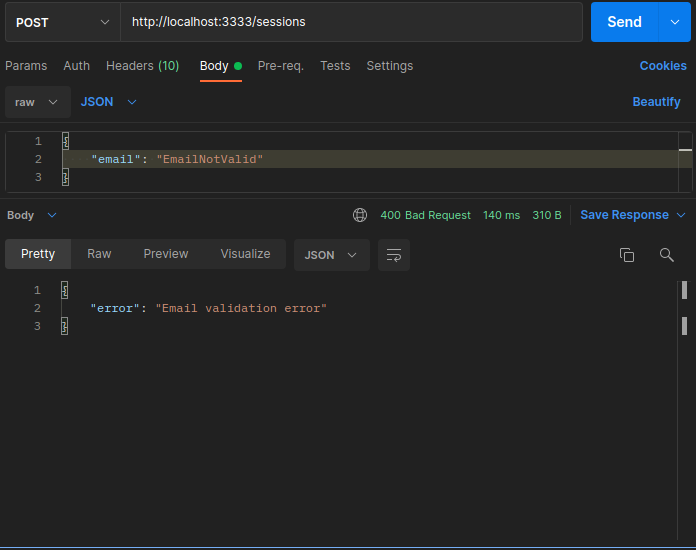 POST http://localhost:3333/sessions Send
Params Auth Headers (10) Body Pre-req. Tests Settings Cookies
raw JSON Beautify
1 {
2 "email": "EmailNotValid"
3 }
Body 400 Bad Request 140 ms 310 B Save Response
Pretty Raw Preview Visualize JSON
1 {
2 "error": "Email validation error"
3 }